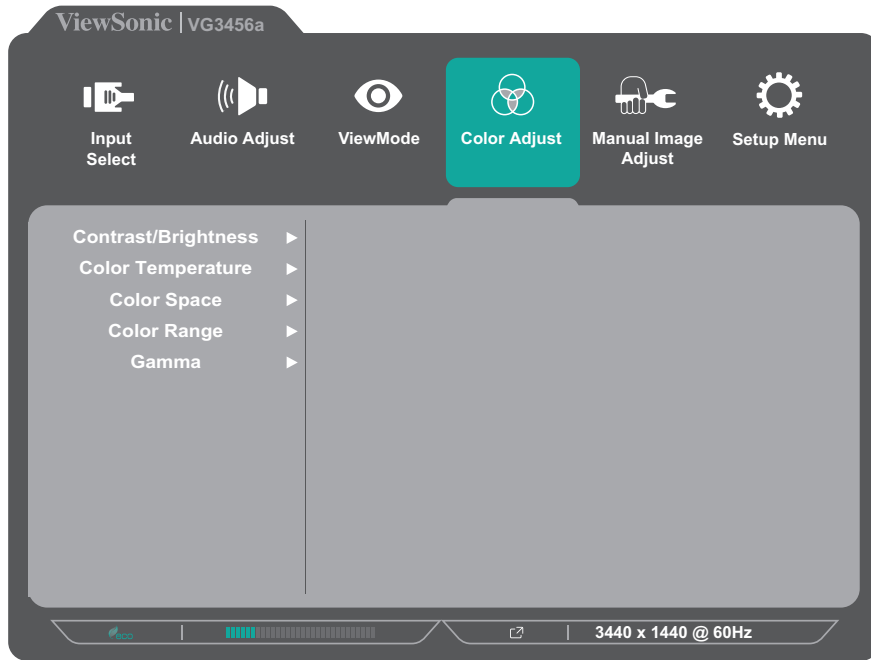 ViewSonic | VG3456a
Input
Select
Audio Adjust
ViewMode
Color Adjust
Manual Image
Adjust
Setup Menu
Contrast/Brightness
Color Temperature
Color Space
Color Range
Gamma
eco
3440 x 1440 @ 60Hz